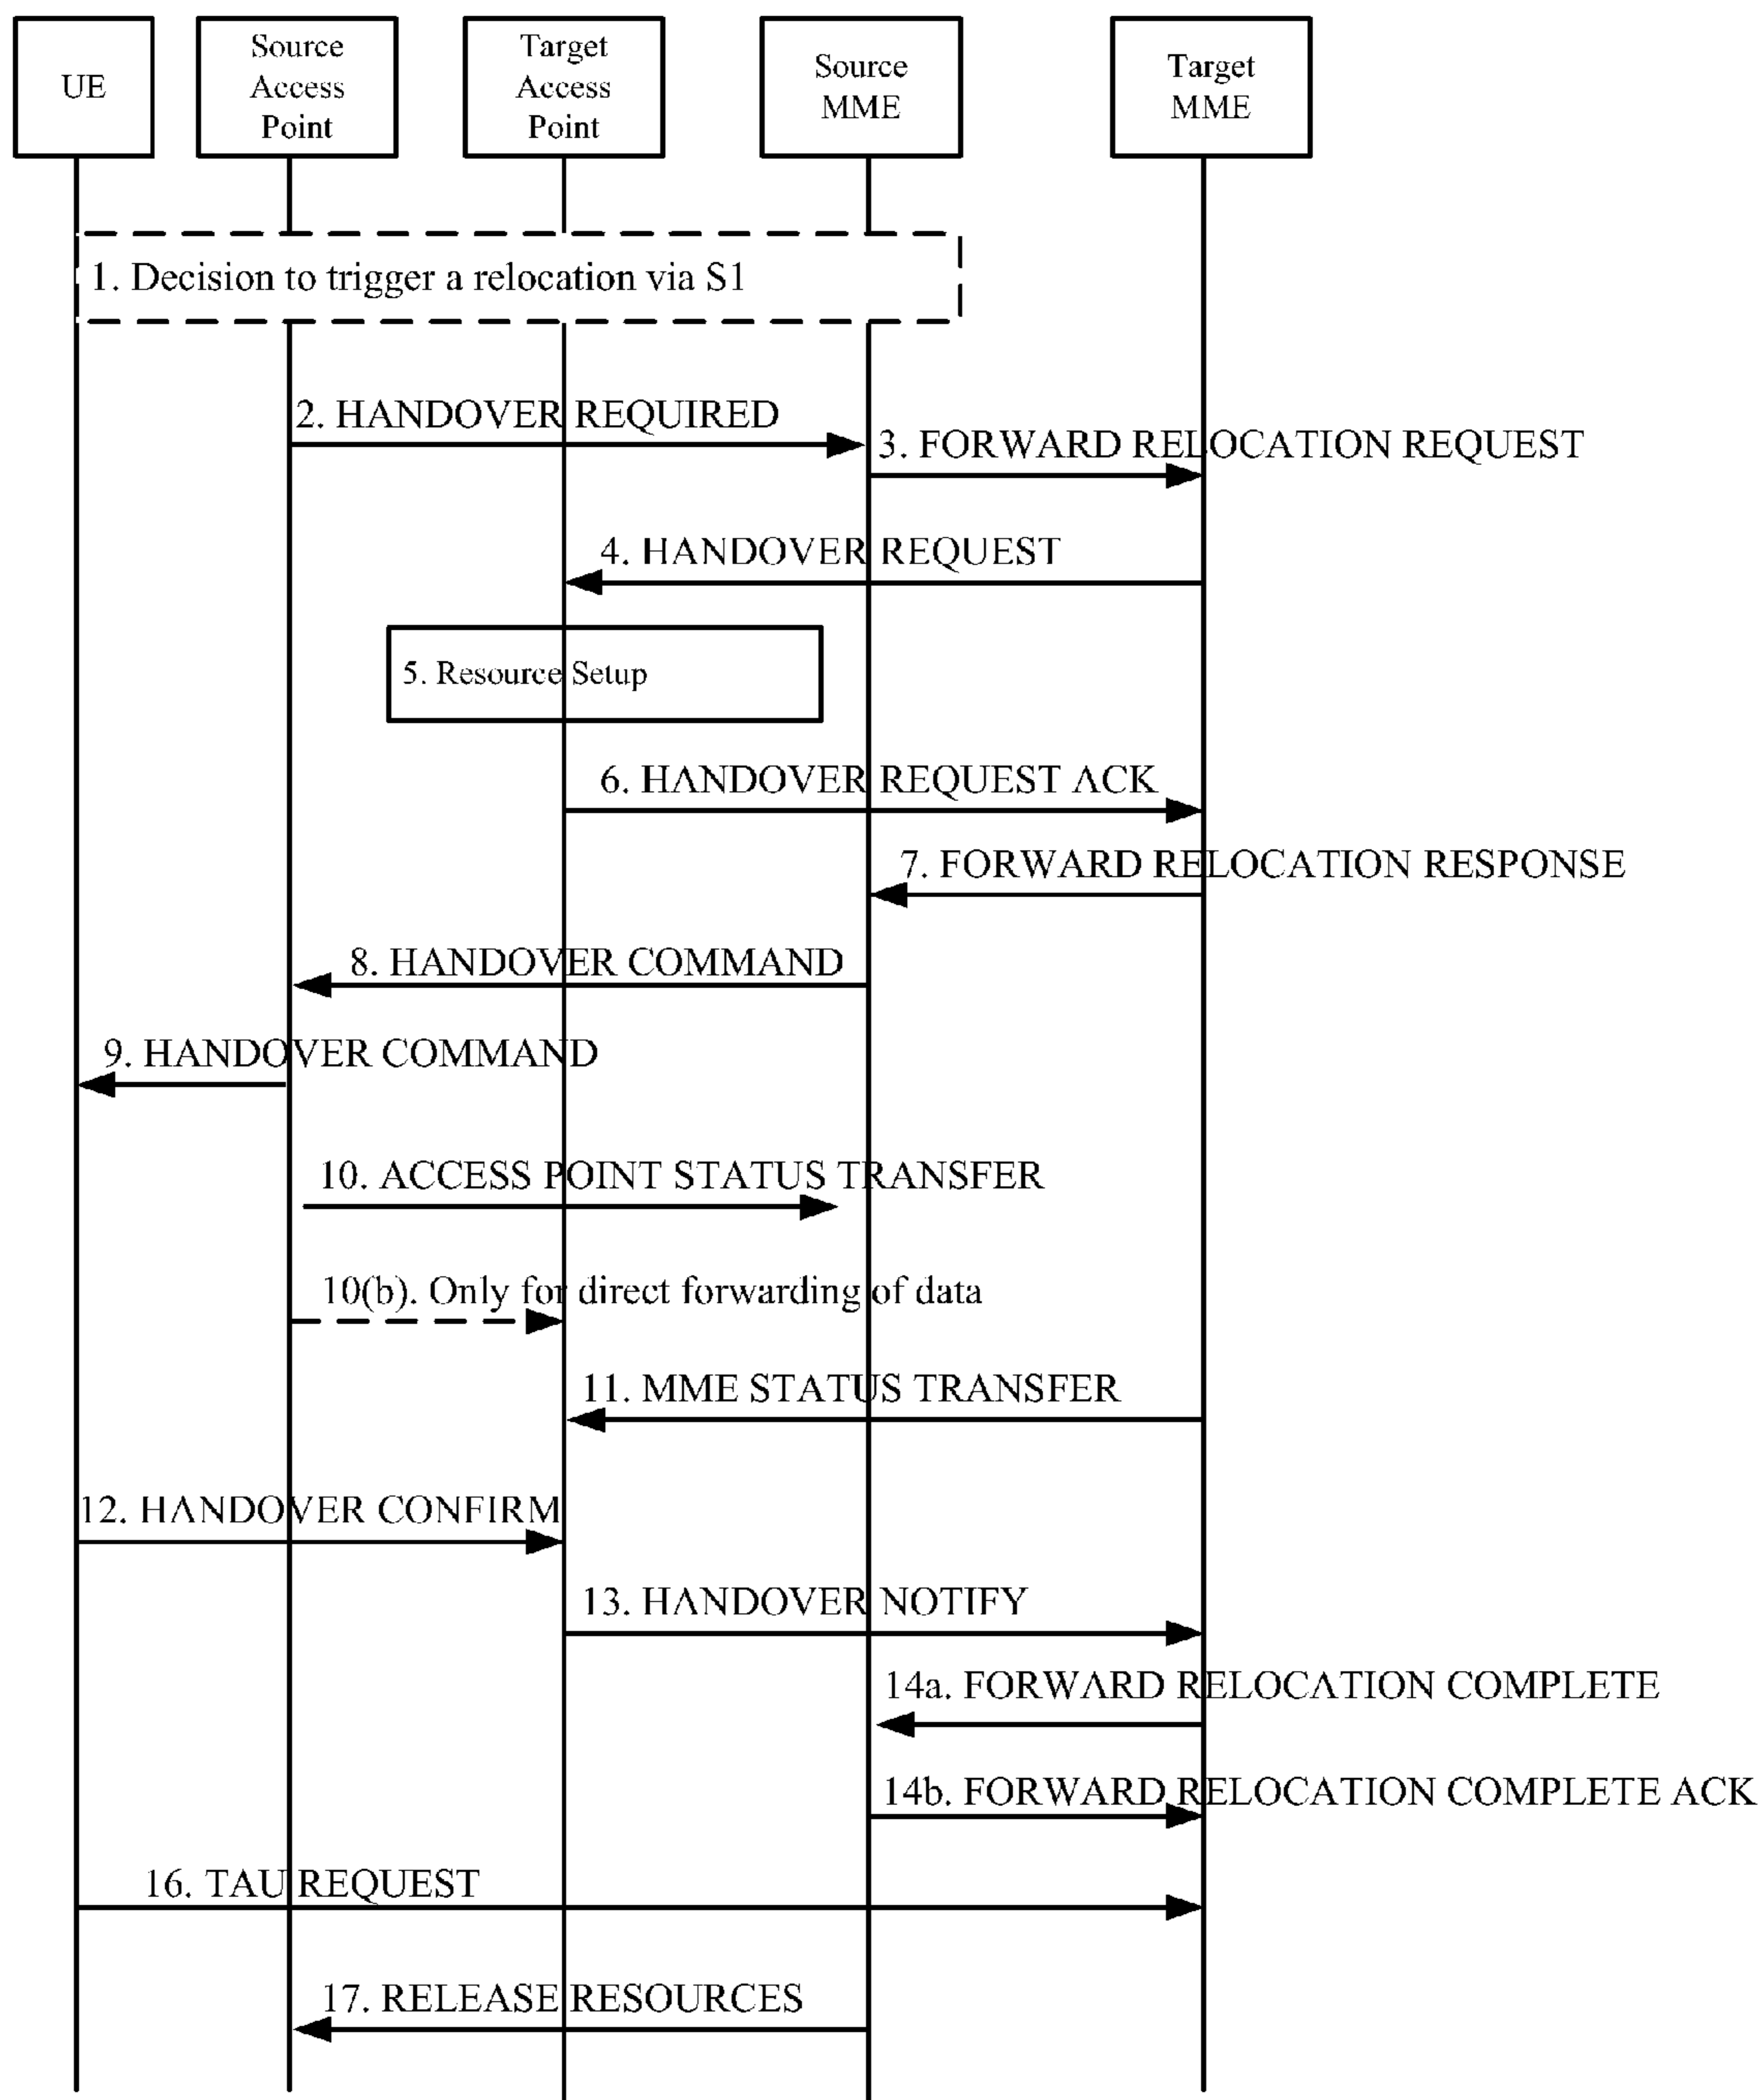 UE
Source
Access
Point
Target
Access
Point
Source
MME
Target
MME
1. Decision to trigger a relocation via S1
2. HANDOVER REQUIRED
3. FORWARD RELOCATION REQUEST
4. HANDOVER REQUEST
5. Resource Setup
6. HANDOVER REQUEST ACK
7. FORWARD RELOCATION RESPONSE
8. HANDOVER COMMAND
9. HANDOVER COMMAND
10. ACCESS POINT STATUS TRANSFER
10(b). Only for direct forwarding of data
11. MME STATUS TRANSFER
12. HANDOVER CONFIRM
13. HANDOVER NOTIFY
14a. FORWARD RELOCATION COMPLETE
14b. FORWARD RELOCATION COMPLETE ACK
16. TAU REQUEST
17. RELEASE RESOURCES